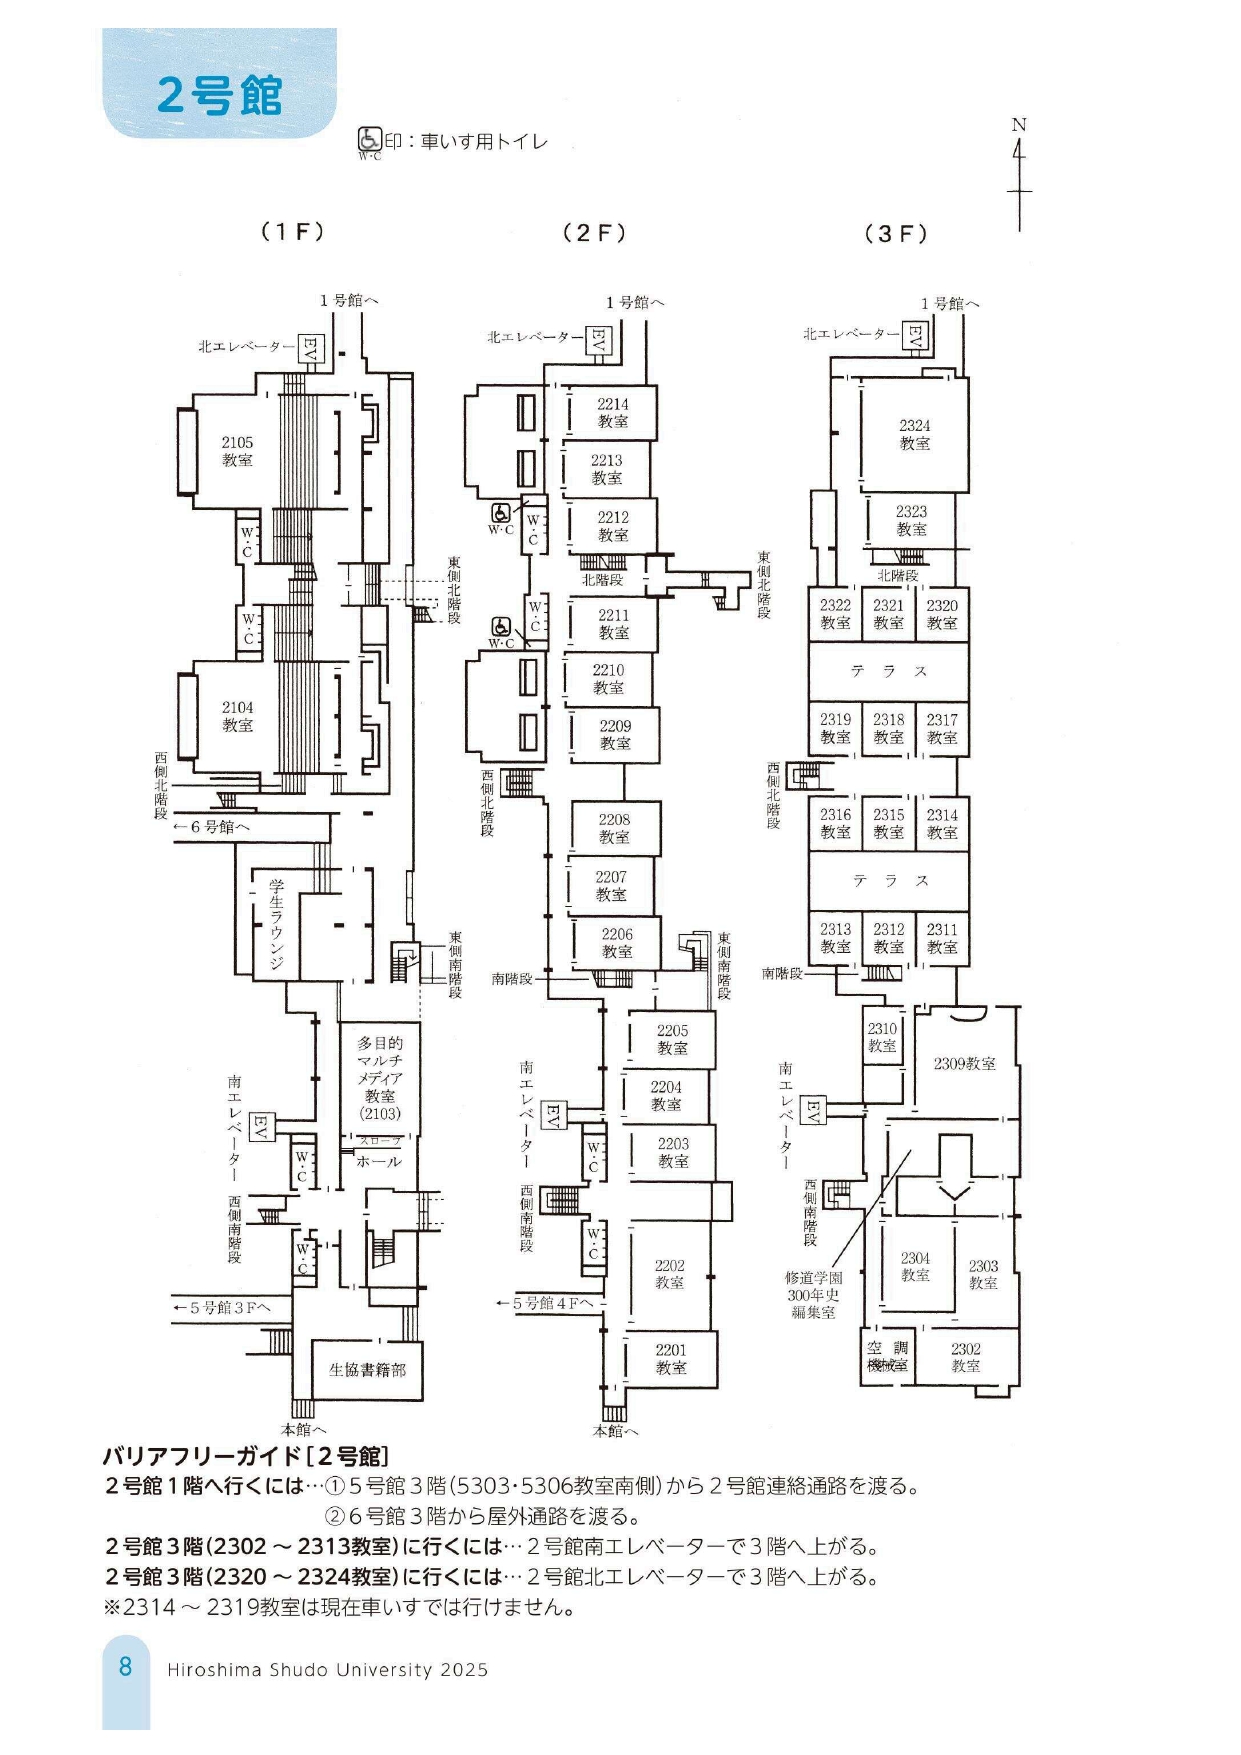 2号館
W・C
印：車いす用トイレ
N
（1F）
（2F）
（3F）
1号館へ
北エレベーター
EV
2105
教室
W・C
東側北階段
W・C
2104
教室
西側北階段
←6号館へ
学生ラウンジ
東側南階段
多目的
マルチ
メディア
教室
(2103)
スロープ
ホール
南エレベーター
EV
W・C
西側南階段
W・C
←5号館3Fへ
生協書籍部
本館へ
1号館へ
北エレベーター
EV
2214
教室
2213
教室
W・C
W・C
2212
教室
北階段
東側北階段
W・C
W・C
2211
教室
2210
教室
2209
教室
西側北階段
2208
教室
2207
教室
2206
教室
南階段
東側南階段
2205
教室
南エレベーター
EV
2204
教室
W・C
2203
教室
西側南階段
W・C
2202
教室
←5号館4Fへ
2201
教室
本館へ
1号館へ
北エレベーター
EV
2324
教室
2323
教室
北階段
2322
教室
2321
教室
2320
教室
テラス
2319
教室
2318
教室
2317
教室
西側北階段
2316
教室
2315
教室
2314
教室
テラス
2313
教室
2312
教室
2311
教室
南階段
2310
教室
2309教室
南エレベーター
EV
西側南階段
修道学園
300年史
編集室
2304
教室
2303
教室
空調
機械室
2302
教室
バリアフリーガイド［2号館］
2号館1階へ行くには…①5号館3階(5303・5306教室南側)から2号館連絡通路を渡る。
②6号館3階から屋外通路を渡る。
2号館3階(2302～2313教室)に行くには…2号館南エレベーターで3階へ上がる。
2号館3階(2320～2324教室)に行くには…2号館北エレベーターで3階へ上がる。
※2314～2319教室は現在車いすでは行けません。
8
Hiroshima Shudo University 2025